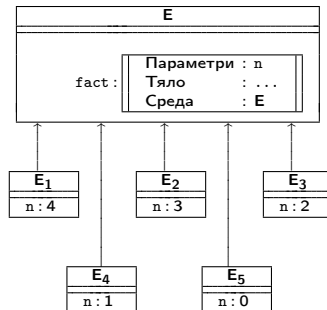 E
Параметри : n
fact : Тяло : ...
Среда : E
E₁ E₂ E₃
n : 4 n : 3 n : 2
E₄ E₅
n : 1 n : 0